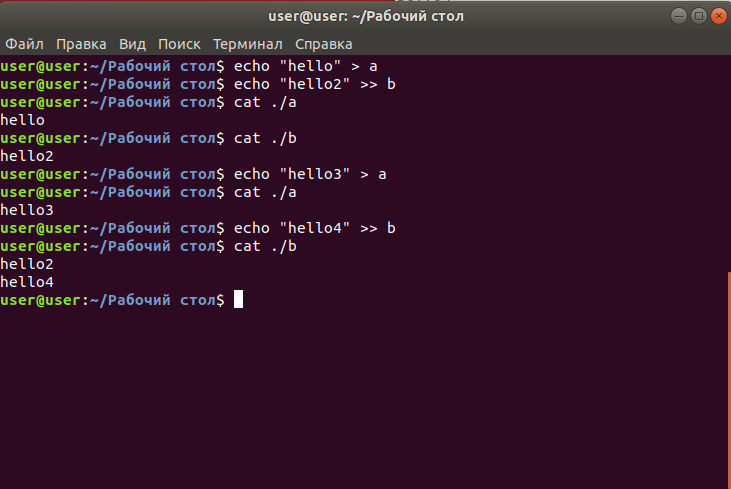 user@user: ~/Рабочий стол
Файл Правка Вид Поиск Терминал Справка
user@user:~/Рабочий стол$ echo "hello" > a
user@user:~/Рабочий стол$ echo "hello2" >> b
user@user:~/Рабочий стол$ cat ./a
hello
user@user:~/Рабочий стол$ cat ./b
hello2
user@user:~/Рабочий стол$ echo "hello3" > a
user@user:~/Рабочий стол$ cat ./a
hello3
user@user:~/Рабочий стол$ echo "hello4" >> b
user@user:~/Рабочий стол$ cat ./b
hello2
hello4
user@user:~/Рабочий стол$